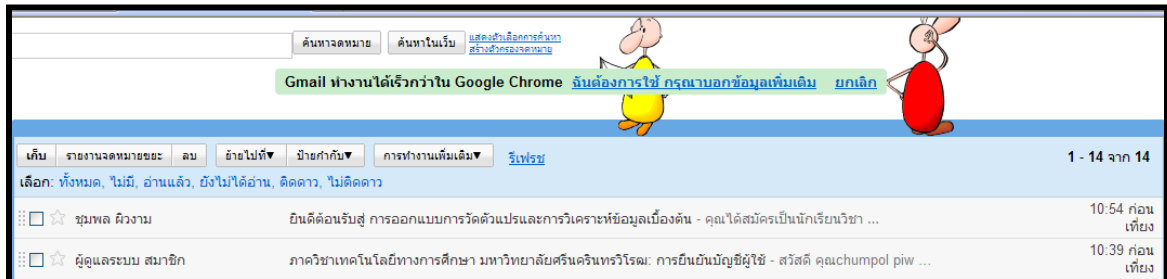 ค้นหาจดหมาย ค้นหาในเว็บ แสดงตัวเลือกการค้นหา
สร้างตัวกรองจดหมาย
Gmail ทำงานได้เร็วกว่าใน Google Chrome ฉันต้องการใช้ กรุณาบอกข้อมูลเพิ่มเติม ยกเลิก
เก็บ รายงานจดหมายขยะ ลบ ย้ายไปที่▼ ป้ายกำกับ▼ การทำงานเพิ่มเติม▼ รีเฟรช 1 - 14 จาก 14
เลือก: ทั้งหมด, ไม่มี, อ่านแล้ว, ยังไม่ได้อ่าน, ติดดาว, ไม่ติดดาว
ชุมพล ผิวงาม ยินดีต้อนรับสู่ การออกแบบการวัดตัวแปรและการวิเคราะห์ข้อมูลเบื้องต้น - คุณได้สมัครเป็นนักเรียนวิชา ... 10:54 ก่อน
เที่ยง
ผู้ดูแลระบบ สมาชิก ภาควิชาเทคโนโลยีทางการศึกษา มหาวิทยาลัยศรีนครินทรวิโรฒ: การยืนยันบัญชีผู้ใช้ - สวัสดี คุณchumpol piw ... 10:39 ก่อน
เที่ยง